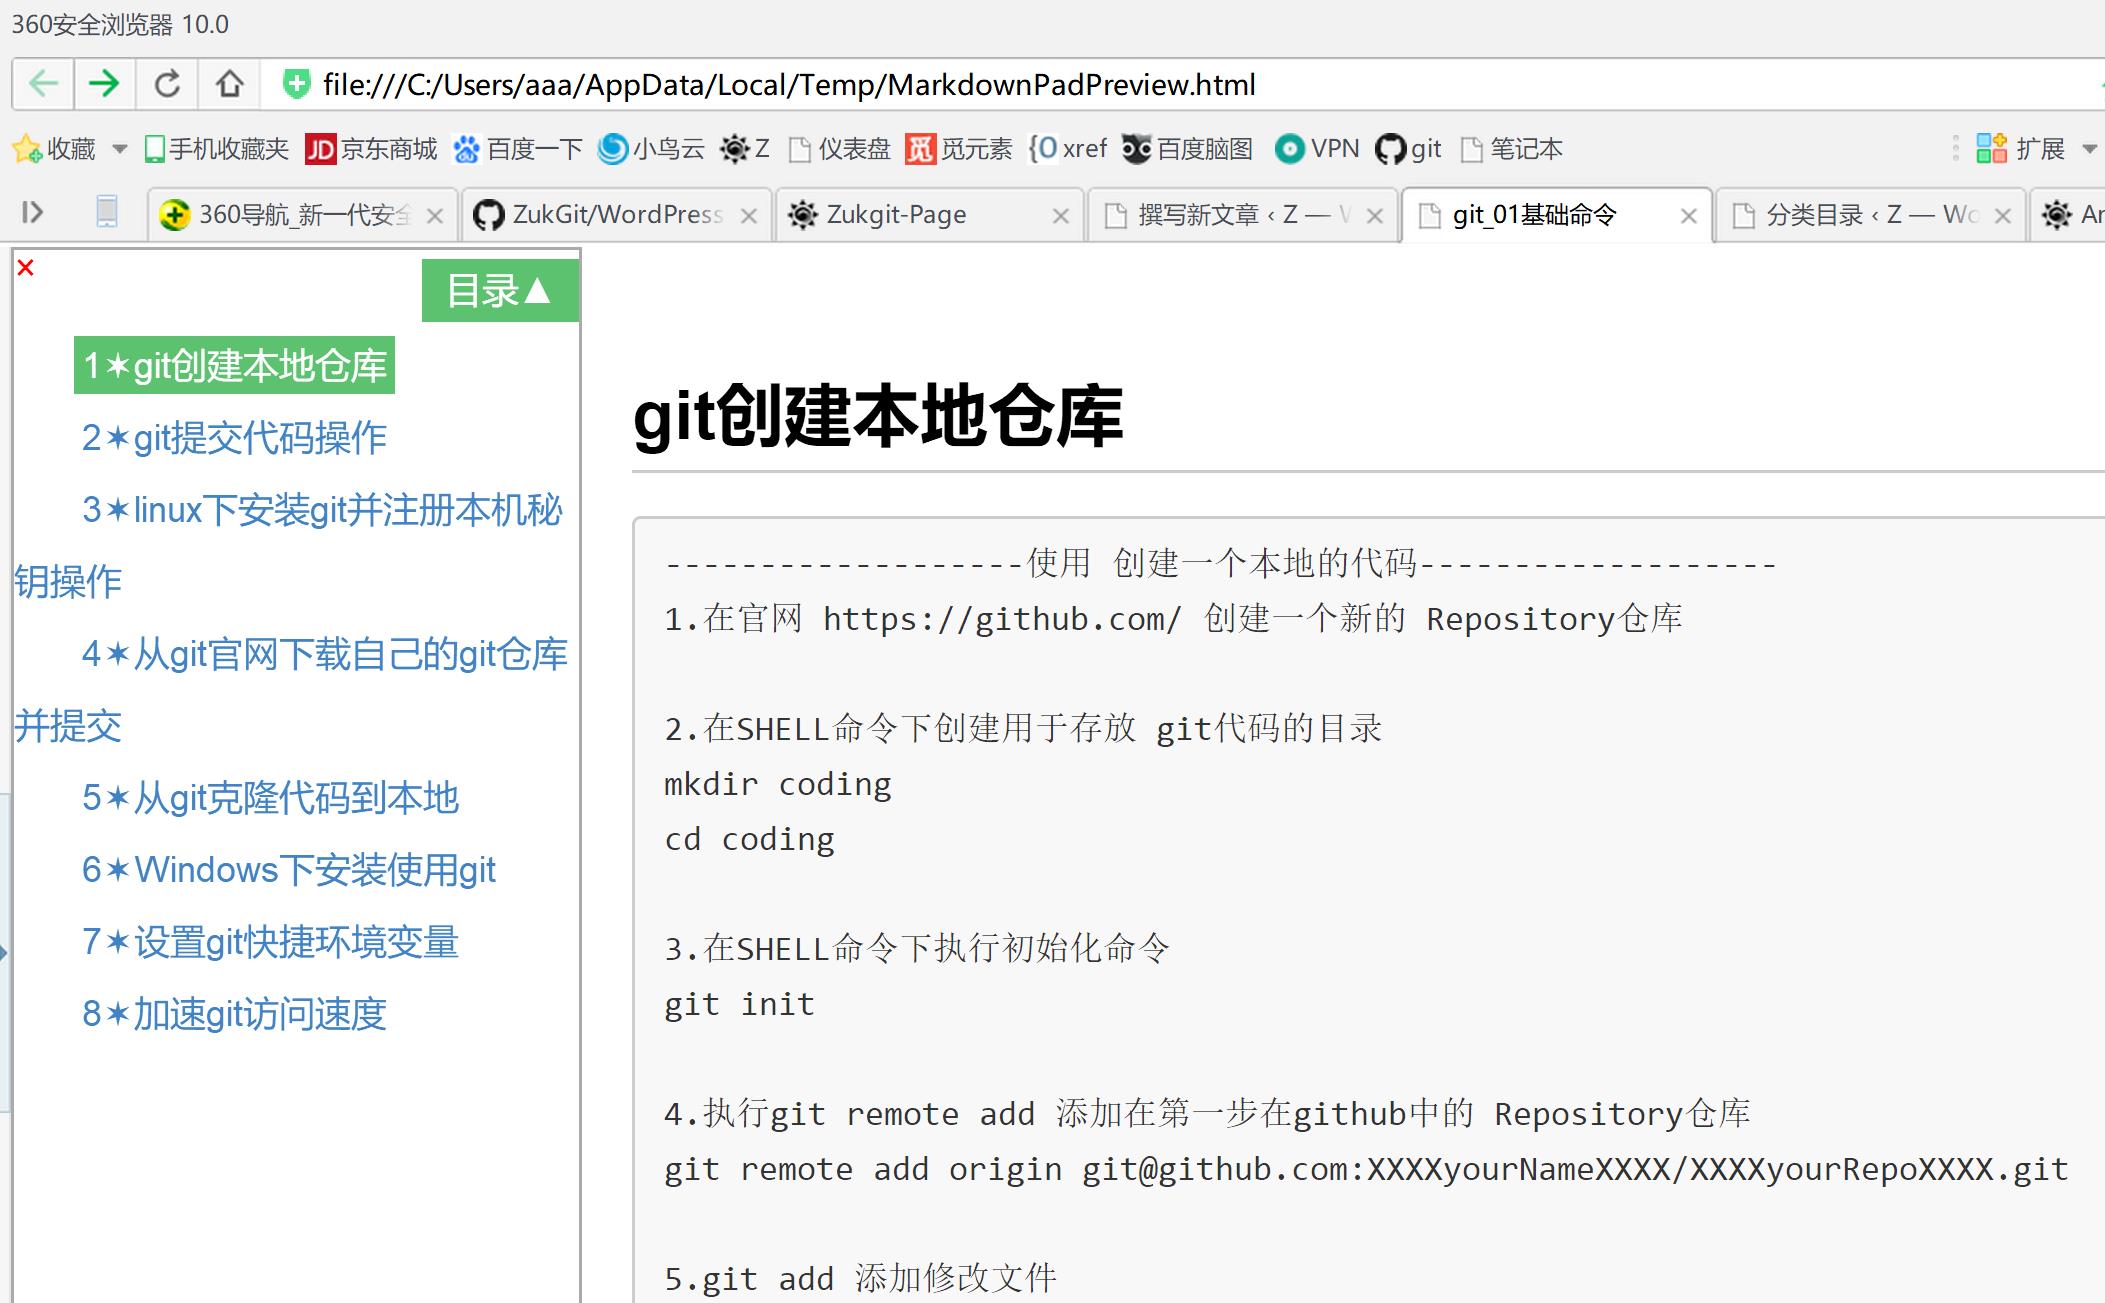 360安全浏览器 10.0
file:///C:/Users/aaa/AppData/Local/Temp/MarkdownPadPreview.html
收藏 手机收藏夹 JD 京东商城 百度一下 小鸟云 Z 仪表盘 觅 觅元素 {O xref 百度脑图 VPN git 笔记本 扩展
360导航_新一代安全 ZukGit/WordPress Zukgit-Page 撰写新文章 ‹ Z — W git_01基础命令 分类目录 ‹ Z — Wo Ar
目录▲
1✶git创建本地仓库
2✶git提交代码操作
3✶linux下安装git并注册本机秘
钥操作
4✶从git官网下载自己的git仓库
并提交
5✶从git克隆代码到本地
6✶Windows下安装使用git
7✶设置git快捷环境变量
8✶加速git访问速度
git创建本地仓库
-------------------使用 创建一个本地的代码-------------------
1.在官网 https://github.com/ 创建一个新的 Repository仓库
2.在SHELL命令下创建用于存放 git代码的目录
mkdir coding
cd coding
3.在SHELL命令下执行初始化命令
git init
4.执行git remote add 添加在第一步在github中的 Repository仓库
git remote add origin git@github.com:XXXXyourNameXXXX/XXXXyourRepoXXXX.git
5.git add 添加修改文件